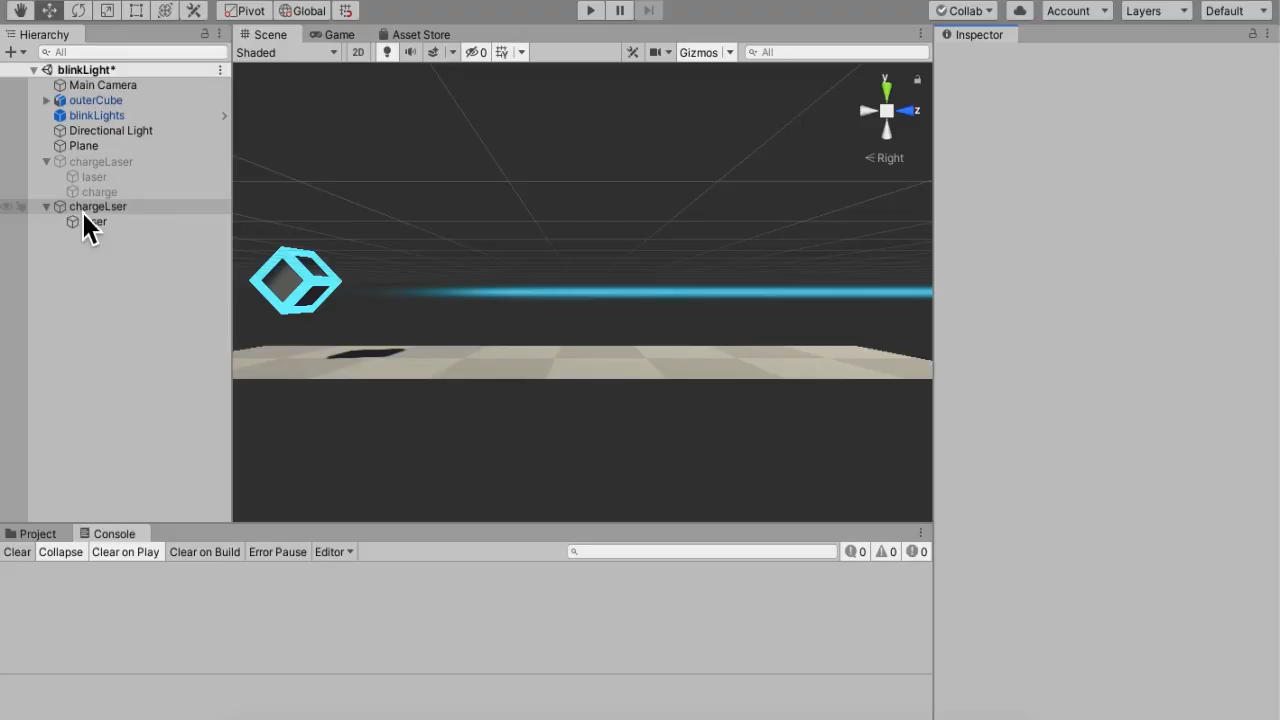 Pivot Global Collab Account Layers Default
Hierarchy Scene Game Asset Store Inspector
All Shaded 2D 0 Gizmos All
blinkLight*
Main Camera
outerCube
blinkLights
Directional Light
Plane
chargeLaser
laser
charge
chargeLser
y
z
Right
Project Console
Clear Collapse Clear on Play Clear on Build Error Pause Editor 0 0 0